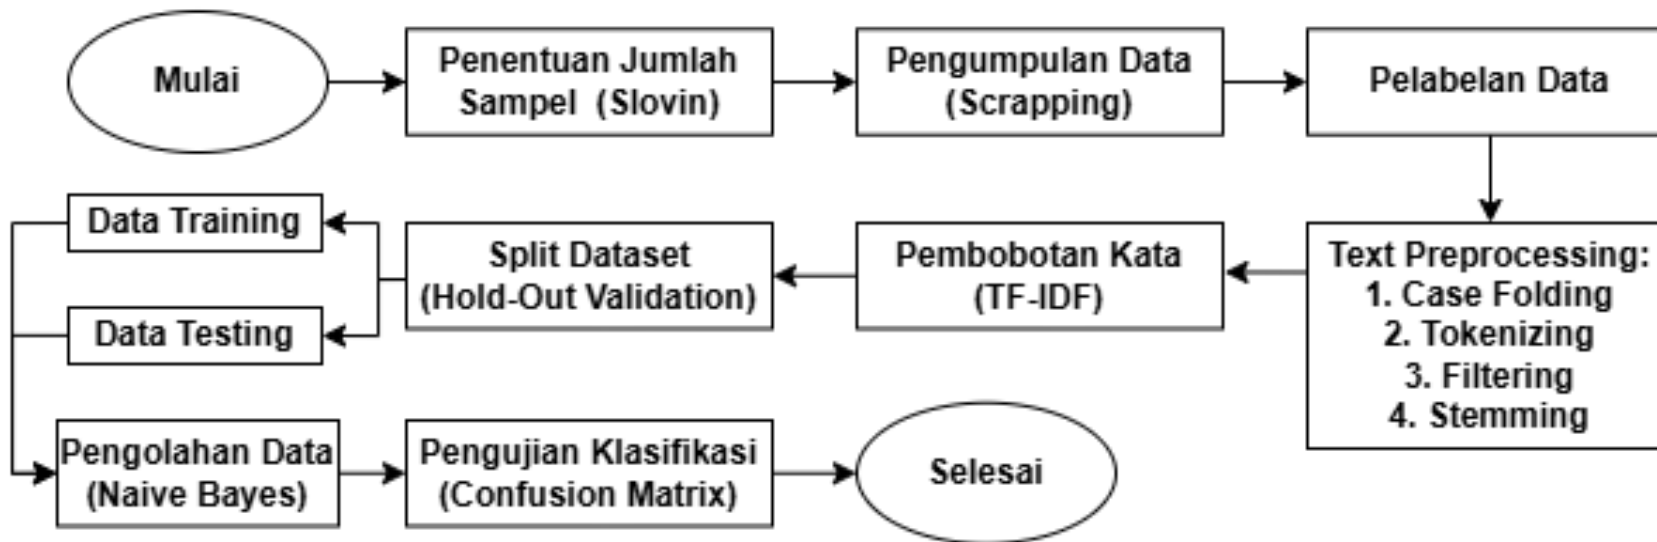 Mulai
Penentuan Jumlah
Sampel (Slovin)
Pengumpulan Data
(Scrapping)
Pelabelan Data
Text Preprocessing:
1. Case Folding
2. Tokenizing
3. Filtering
4. Stemming
Pembobotan Kata
(TF-IDF)
Split Dataset
(Hold-Out Validation)
Data Training
Data Testing
Pengolahan Data
(Naive Bayes)
Pengujian Klasifikasi
(Confusion Matrix)
Selesai